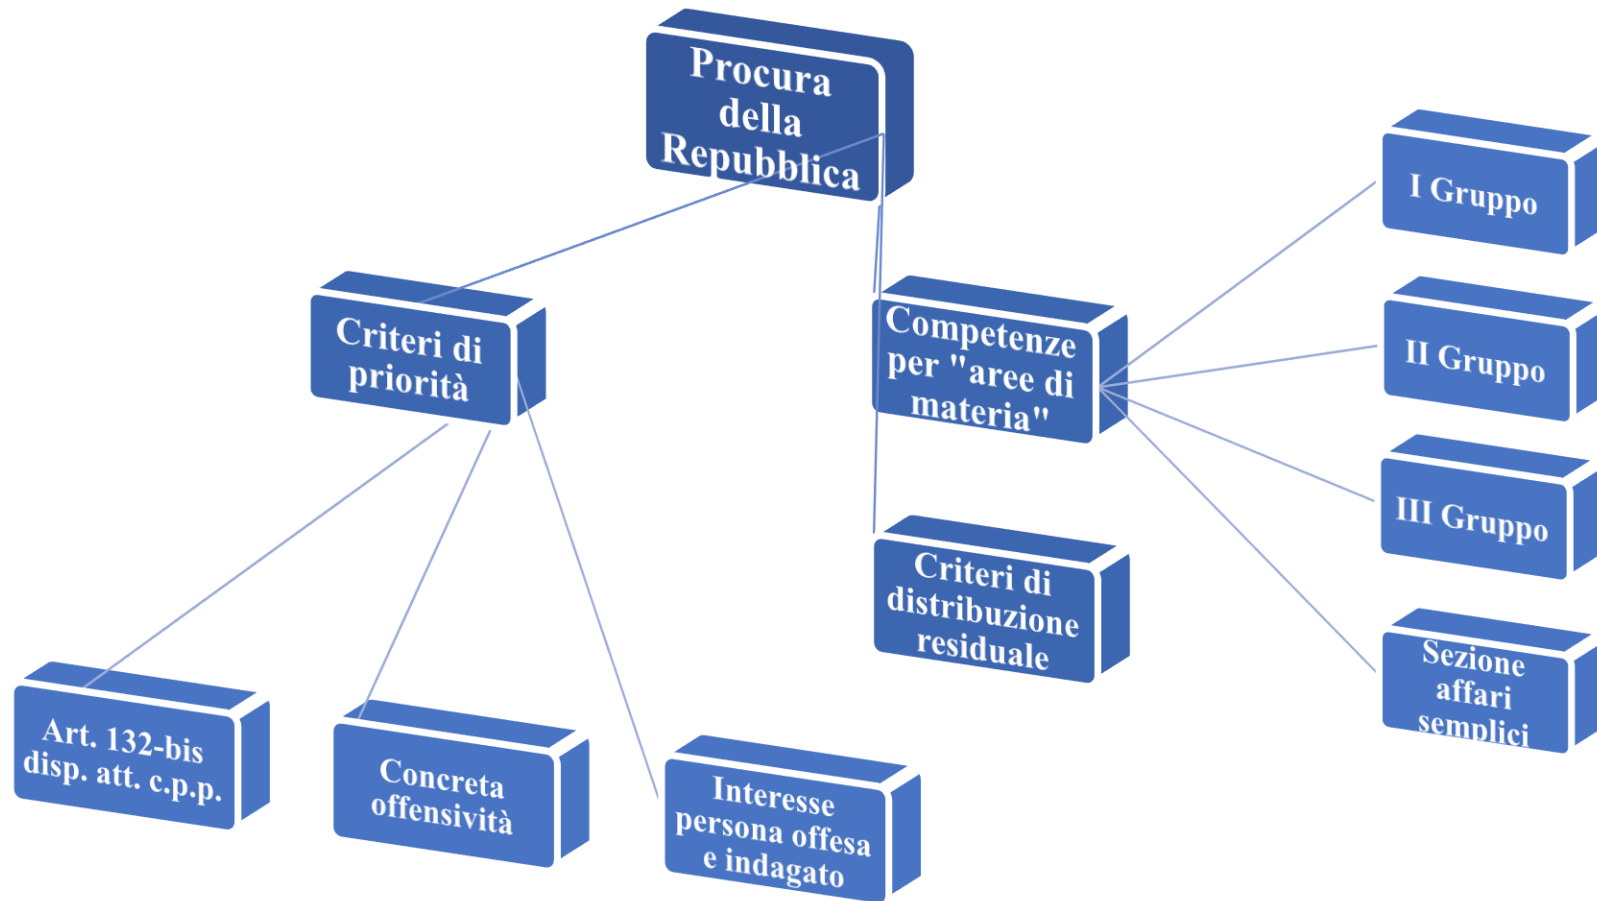 Procura
della
Repubblica
Criteri di
priorità
Competenze
per "aree di
materia"
Criteri di
distribuzione
residuale
I Gruppo
II Gruppo
III Gruppo
Sezione
affari
semplici
Art. 132-bis
disp. att. c.p.p.
Concreta
offensività
Interesse
persona offesa
e indagato